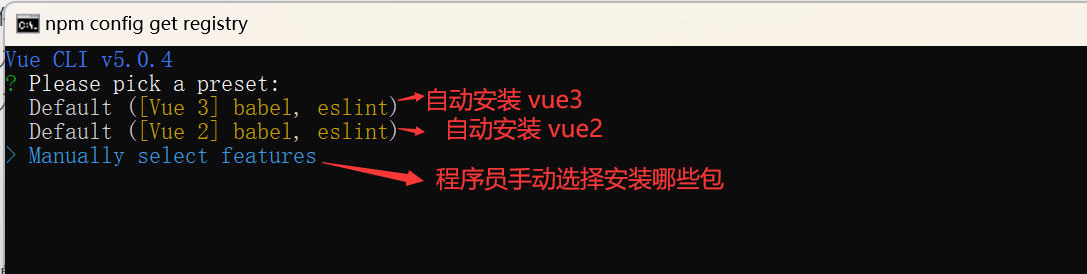 npm config get registry
Vue CLI v5.0.4
? Please pick a preset:
Default ([Vue 3] babel, eslint) 自动安装 vue3
Default ([Vue 2] babel, eslint) 自动安装 vue2
> Manually select features
程序员手动选择安装哪些包